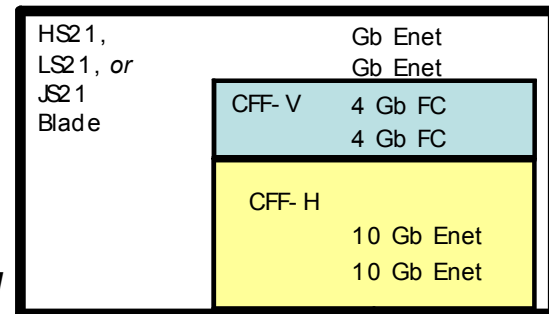 HS21,
LS21, or
JS21
Blade
Gb Enet
Gb Enet
CFF-V
4 Gb FC
4 Gb FC
CFF-H
10 Gb Enet
10 Gb Enet